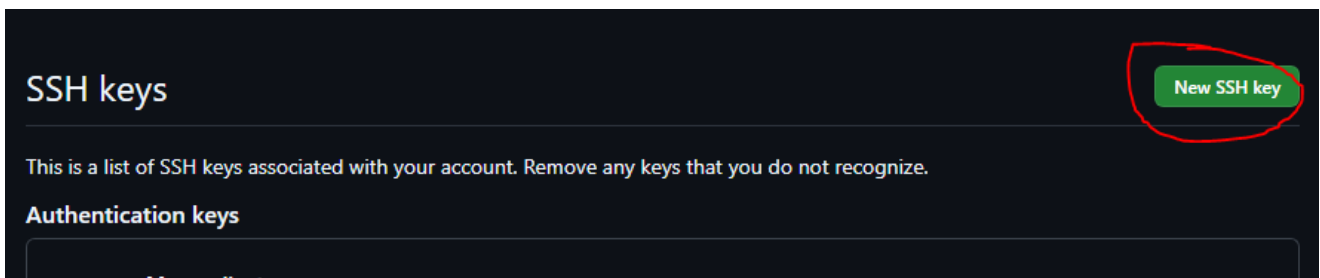 SSH keys
New SSH key
This is a list of SSH keys associated with your account. Remove any keys that you do not recognize.
Authentication keys